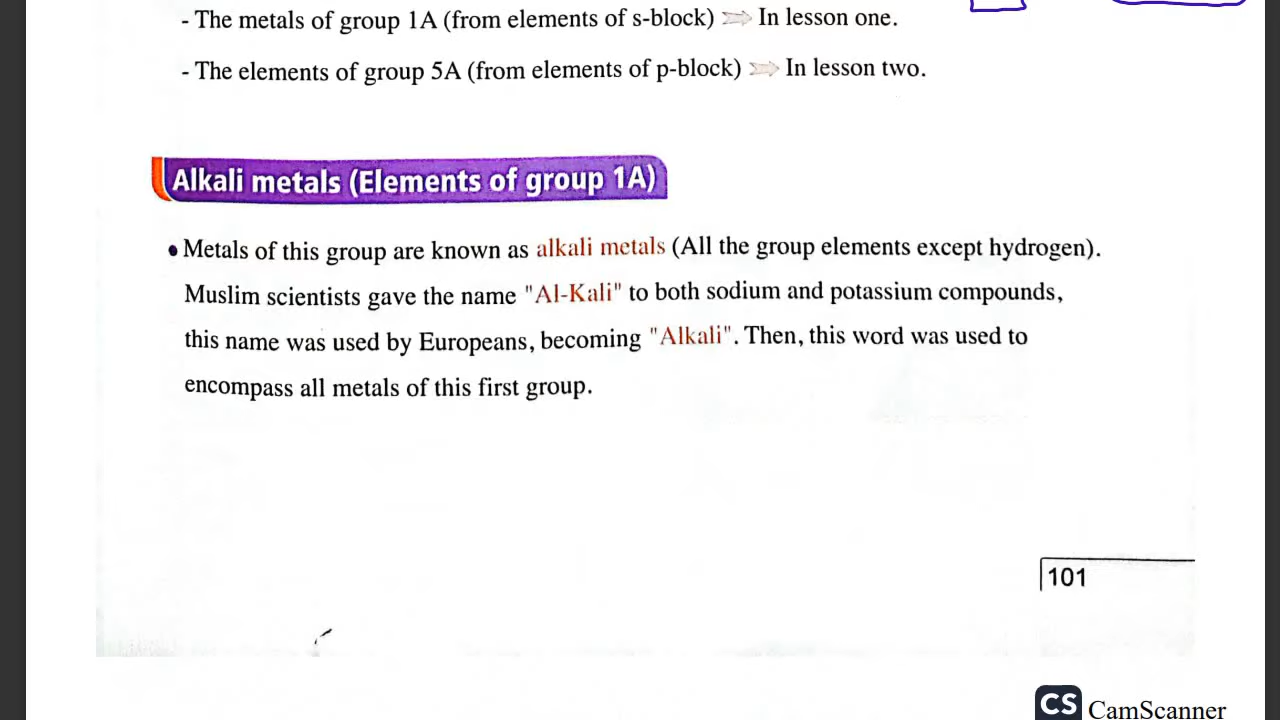 - The metals of group 1A (from elements of s-block) ⇒ In lesson one.
- The elements of group 5A (from elements of p-block) ⇒ In lesson two.
Alkali metals (Elements of group 1A)
• Metals of this group are known as alkali metals (All the group elements except hydrogen).
Muslim scientists gave the name "Al-Kali" to both sodium and potassium compounds,
this name was used by Europeans, becoming "Alkali". Then, this word was used to
encompass all metals of this first group.
101
CS CamScanner